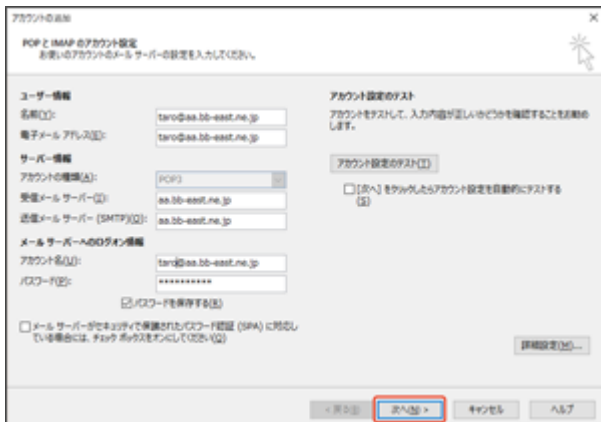 アカウントの追加
POP と IMAP のアカウント設定
お使いのアカウントのメール サーバーの設定を入力してください。
ユーザー情報
名前(Y):
taro@aa.bb-east.ne.jp
電子メール アドレス(E):
taro@aa.bb-east.ne.jp
サーバー情報
アカウントの種類(A):
POP3
受信メール サーバー(I):
aa.bb-east.ne.jp
送信メール サーバー (SMTP)(O):
aa.bb-east.ne.jp
メール サーバーへのログオン情報
アカウント名(U):
taro@aa.bb-east.ne.jp
パスワード(P):
**********
パスワードを保存する(R)
メール サーバーがセキュリティで保護されたパスワード認証 (SPA) に対応し
ている場合には、チェック ボックスをオンにしてください(Q)
アカウント設定のテスト
アカウントをテストして、入力内容が正しいかどうかを確認することをお勧め
します。
アカウント設定のテスト(T)
[次へ] をクリックしたらアカウント設定を自動的にテストする
(S)
詳細設定(M)...
< 戻る(B)
次へ(N) >
キャンセル
ヘルプ